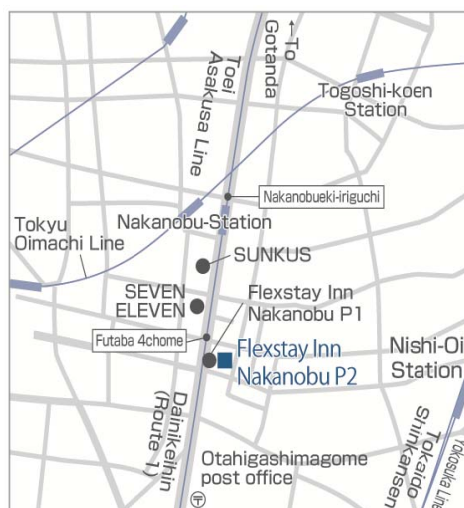 To
Gotanda
Toei
Asakusa Line
Togoshi-koen
Station
Nakanobueki-iriguchi
Nakanobu-Station
Tokyu
Oimachi Line
SUNKUS
SEVEN
ELEVEN
Flexstay Inn
Nakanobu P1
Futaba 4chome
Flexstay Inn
Nakanobu P2
Nishi-Oi
Station
Dainikeihin
(Route 1)
Tokaido
Shinkansen
Yokosuka Line
Otahigashimagome
post office
〒